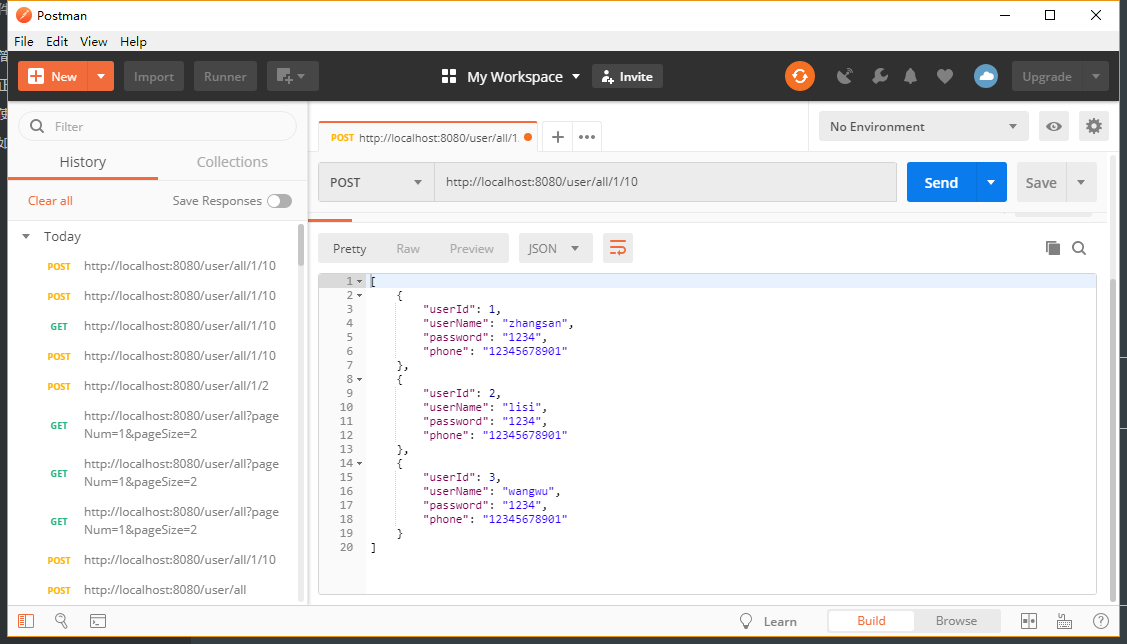 Postman
File Edit View Help
New Import Runner My Workspace Invite Upgrade
Filter
History Collections
Clear all Save Responses
Today
POST http://localhost:8080/user/all/1/10
POST http://localhost:8080/user/all/1/10
GET http://localhost:8080/user/all/1/10
POST http://localhost:8080/user/all/1/10
POST http://localhost:8080/user/all/1/2
GET http://localhost:8080/user/all?page
Num=1&pageSize=2
GET http://localhost:8080/user/all?page
Num=1&pageSize=2
GET http://localhost:8080/user/all?page
Num=1&pageSize=2
POST http://localhost:8080/user/all/1/10
POST http://localhost:8080/user/all
POST http://localhost:8080/user/all/1
No Environment
POST http://localhost:8080/user/all/1/10 Send Save
Pretty Raw Preview JSON
1 [
2 {
3 "userId": 1,
4 "userName": "zhangsan",
5 "password": "1234",
6 "phone": "12345678901"
7 },
8 {
9 "userId": 2,
10 "userName": "lisi",
11 "password": "1234",
12 "phone": "12345678901"
13 },
14 {
15 "userId": 3,
16 "userName": "wangwu",
17 "password": "1234",
18 "phone": "12345678901"
19 }
20 ]
Learn Build Browse